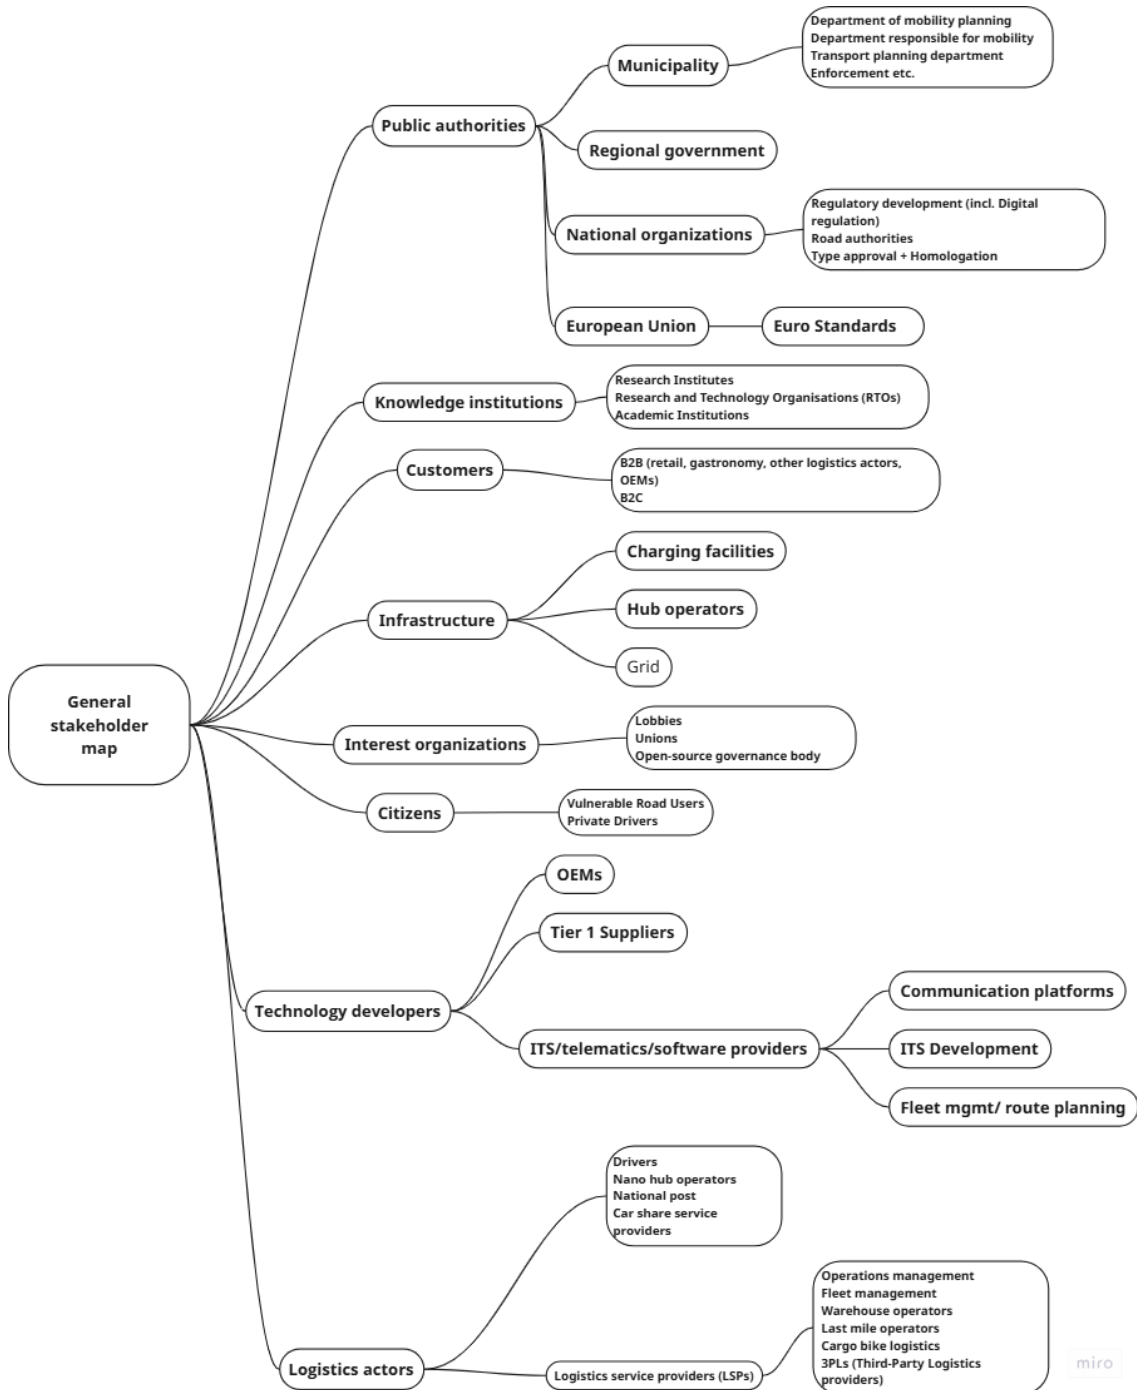 Department of mobility planning
Department responsible for mobility
Transport planning department
Enforcement etc.
Municipality
Public authorities
Regional government
Regulatory development (incl. Digital
regulation)
Road authorities
Type approval + Homologation
National organizations
European Union
Euro Standards
Research Institutes
Research and Technology Organisations (RTOs)
Academic Institutions
Knowledge institutions
B2B (retail, gastronomy, other logistics actors,
OEMs)
B2C
Customers
Charging facilities
Hub operators
Infrastructure
Grid
General
stakeholder
map
Lobbies
Unions
Open-source governance body
Interest organizations
Vulnerable Road Users
Private Drivers
Citizens
OEMs
Tier 1 Suppliers
Technology developers
ITS/telematics/software providers
Communication platforms
ITS Development
Fleet mgmt/ route planning
Drivers
Nano hub operators
National post
Car share service
providers
Logistics actors
Logistics service providers (LSPs)
Operations management
Fleet management
Warehouse operators
Last mile operators
Cargo bike logistics
3PLs (Third-Party Logistics
providers)
miro